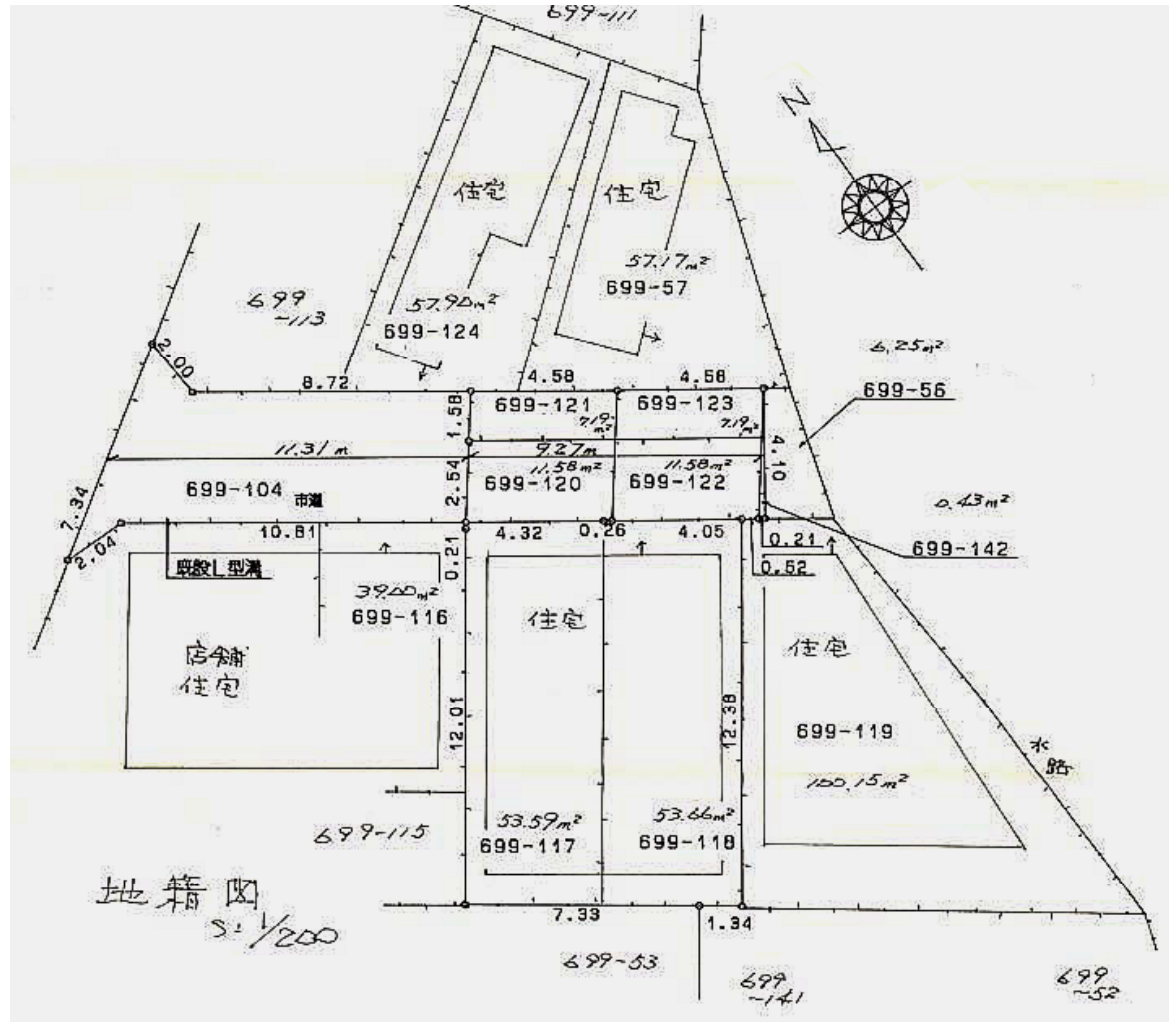 699-111
N
住宅
住宅
57.17m²
699-57
699
-113
57.90m²
699-124
2.00
8.72
4.58
4.58
6.25m²
699-56
699-121
699-123
1.58
7.19m²
7.19m²
4.10
11.31m
9.27m
11.58m²
11.58m²
699-104
市道
2.54
699-120
699-122
0.43m²
699-142
7.34
2.04
10.81
4.32
0.26
4.05
0.21
0.52
既設L型溝
0.21
39.00m²
699-116
住宅
住宅
店舗
住宅
12.01
12.38
699-119
水路
100.15m²
53.59m²
53.66m²
699-115
699-117
699-118
地籍図
S: 1/200
7.33
1.34
699-53
699
-141
699
-52